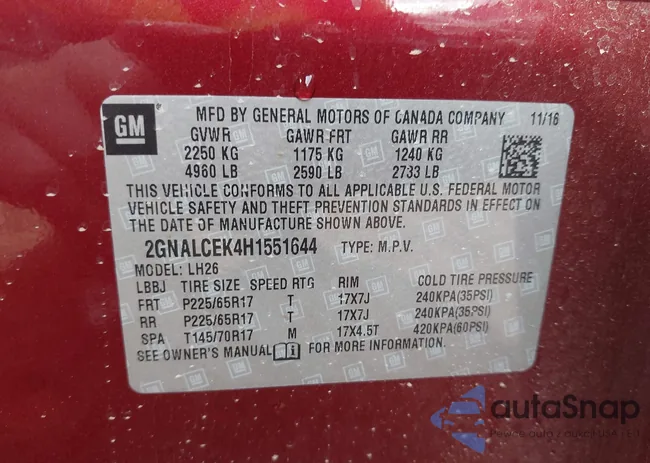 GM
MFD BY GENERAL MOTORS OF CANADA COMPANY 11/16
GVWR GAWR FRT GAWR RR
2250 KG 1175 KG 1240 KG
4960 LB 2590 LB 2733 LB
THIS VEHICLE CONFORMS TO ALL APPLICABLE U.S. FEDERAL MOTOR
VEHICLE SAFETY AND THEFT PREVENTION STANDARDS IN EFFECT ON
THE DATE OF MANUFACTURE SHOWN ABOVE.
2GNALCEK4H1551644 TYPE: M.P.V.
MODEL: LH26
LBBJ TIRE SIZE SPEED RTG RIM COLD TIRE PRESSURE
FRT P225/65R17 T 17X7J 240KPA(35PSI)
RR P225/65R17 T 17X7J 240KPA(35PSI)
SPA T145/70R17 M 17X4.5T 420KPA(60PSI)
SEE OWNER'S MANUAL FOR MORE INFORMATION.
autaSnap